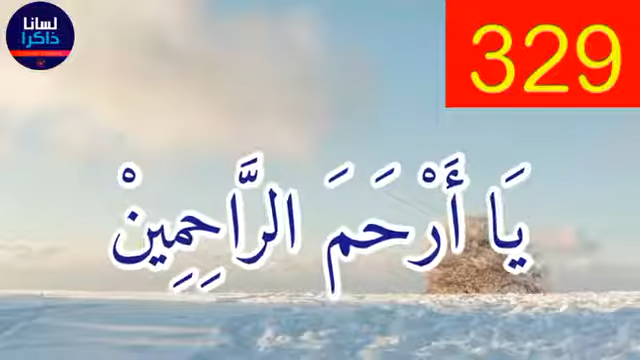 لسانا
ذاكرا
329
يَا أَرْحَمَ الرَّاحِمِينْ